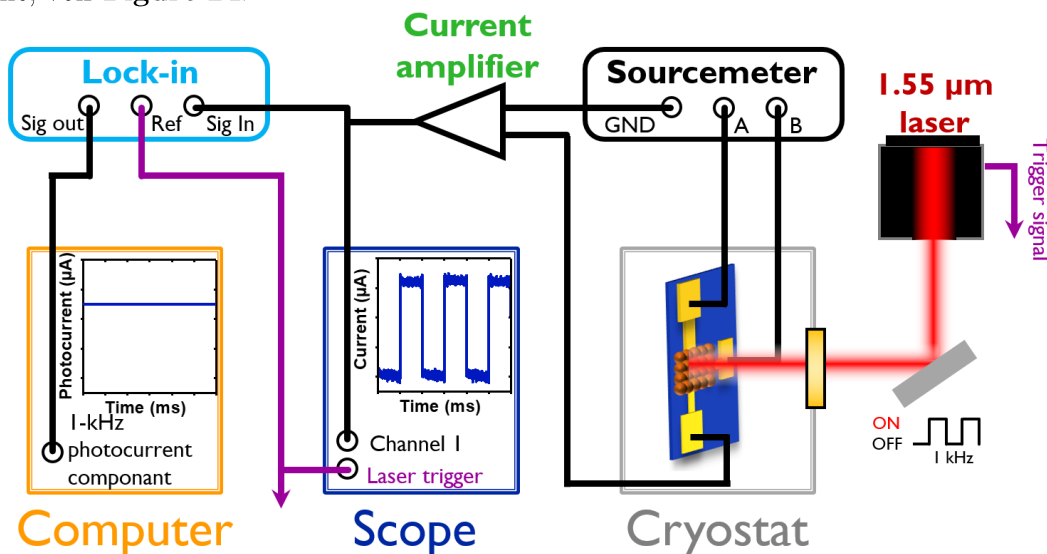 Current
amplifier
Lock-in
Sig out
Ref
Sig In
Sourcemeter
GND
A
B
1.55 µm
laser
Trigger signal
Photocurrent (µA)
Time (ms)
1-kHz
photocurrent
componant
Current (µA)
Time (ms)
Channel 1
Laser trigger
ON
OFF
1 kHz
Computer
Scope
Cryostat